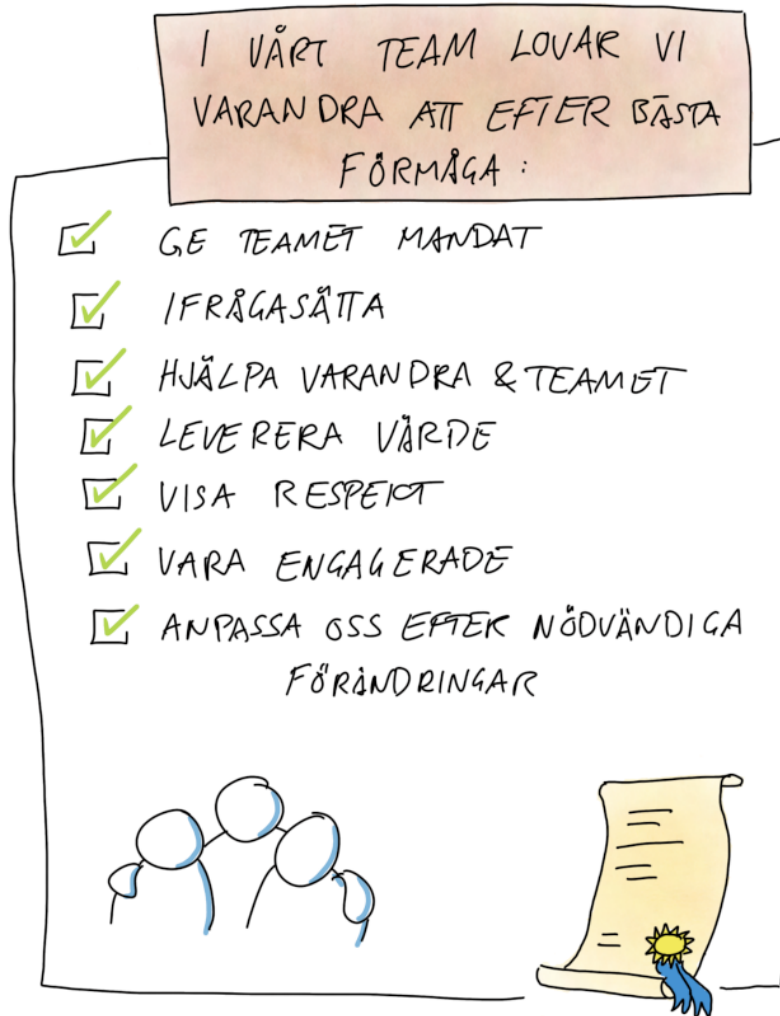 I VÅRT TEAM LOVAR VI
VARANDRA ATT EFTER BÄSTA
FÖRMÅGA:
GE TEAMET MANDAT
IFRÅGASÄTTA
HJÄLPA VARANDRA & TEAMET
LEVERERA VÄRDE
VISA RESPEKT
VARA ENGAGERADE
ANPASSA OSS EFTER NÖDVÄNDIGA
FÖRÄNDRINGAR